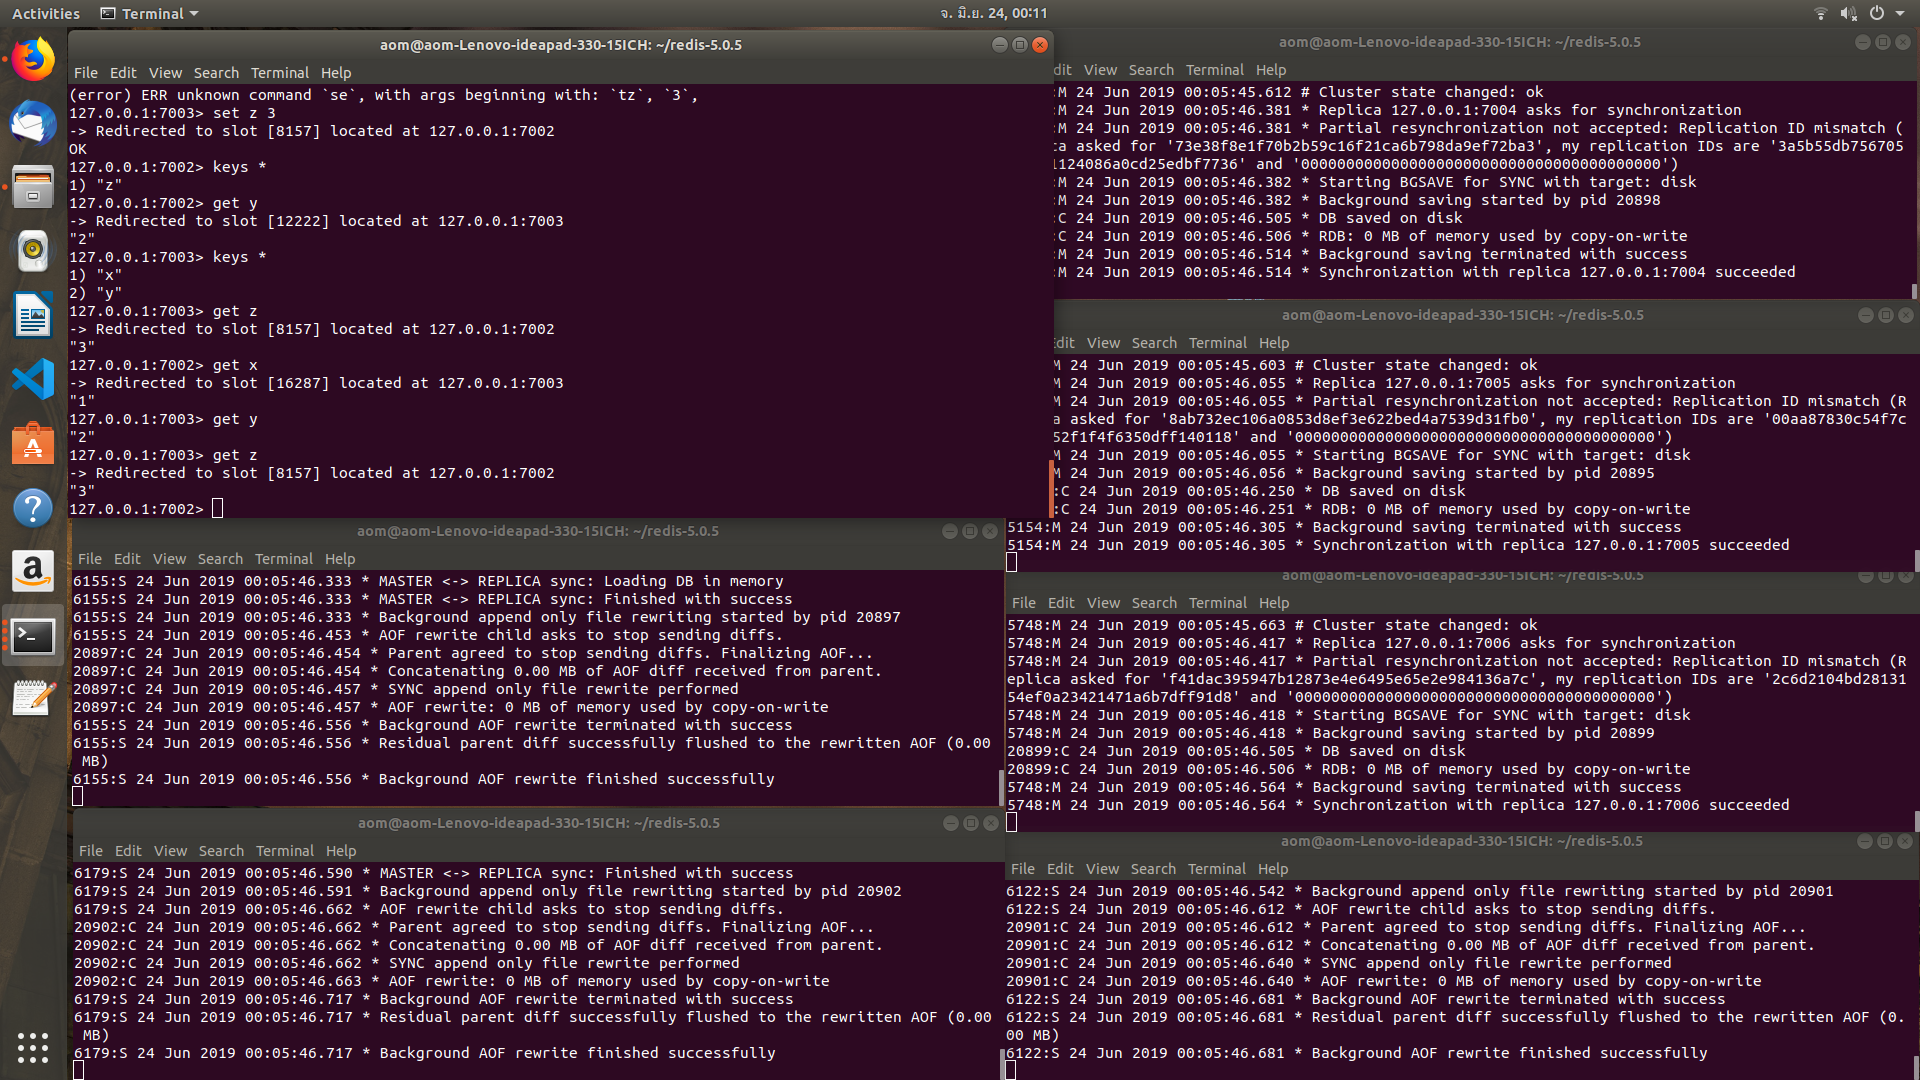 Activities
Terminal
จ. มิ.ย. 24, 00:11
aom@aom-Lenovo-ideapad-330-15ICH: ~/redis-5.0.5
File Edit View Search Terminal Help
(error) ERR unknown command `se`, with args beginning with: `tz`, `3`,
127.0.0.1:7003> set z 3
-> Redirected to slot [8157] located at 127.0.0.1:7002
OK
127.0.0.1:7002> keys *
1) "z"
127.0.0.1:7002> get y
-> Redirected to slot [12222] located at 127.0.0.1:7003
"2"
127.0.0.1:7003> keys *
1) "x"
2) "y"
127.0.0.1:7003> get z
-> Redirected to slot [8157] located at 127.0.0.1:7002
"3"
127.0.0.1:7002> get x
-> Redirected to slot [16287] located at 127.0.0.1:7003
"1"
127.0.0.1:7003> get y
"2"
127.0.0.1:7003> get z
-> Redirected to slot [8157] located at 127.0.0.1:7002
"3"
127.0.0.1:7002>
aom@aom-Lenovo-ideapad-330-15ICH: ~/redis-5.0.5
dit View Search Terminal Help
:M 24 Jun 2019 00:05:45.612 # Cluster state changed: ok
:M 24 Jun 2019 00:05:46.381 * Replica 127.0.0.1:7004 asks for synchronization
:M 24 Jun 2019 00:05:46.381 * Partial resynchronization not accepted: Replication ID mismatch (
ca asked for '73e38f8e1f70b2b59c16f21ca6b798da9ef72ba3', my replication IDs are '3a5b55db756705
1124086a0cd25edbf7736' and '0000000000000000000000000000000000000000')
:M 24 Jun 2019 00:05:46.382 * Starting BGSAVE for SYNC with target: disk
:M 24 Jun 2019 00:05:46.382 * Background saving started by pid 20898
:C 24 Jun 2019 00:05:46.505 * DB saved on disk
:C 24 Jun 2019 00:05:46.506 * RDB: 0 MB of memory used by copy-on-write
:M 24 Jun 2019 00:05:46.514 * Background saving terminated with success
:M 24 Jun 2019 00:05:46.514 * Synchronization with replica 127.0.0.1:7004 succeeded
aom@aom-Lenovo-ideapad-330-15ICH: ~/redis-5.0.5
Edit View Search Terminal Help
M 24 Jun 2019 00:05:45.603 # Cluster state changed: ok
M 24 Jun 2019 00:05:46.055 * Replica 127.0.0.1:7005 asks for synchronization
M 24 Jun 2019 00:05:46.055 * Partial resynchronization not accepted: Replication ID mismatch (R
a asked for '8ab732ec106a0853d8ef3e622bed4a7539d31fb0', my replication IDs are '00aa87830c54f7c
52f1f4f6350dff140118' and '0000000000000000000000000000000000000000')
M 24 Jun 2019 00:05:46.055 * Starting BGSAVE for SYNC with target: disk
M 24 Jun 2019 00:05:46.056 * Background saving started by pid 20895
:C 24 Jun 2019 00:05:46.250 * DB saved on disk
:C 24 Jun 2019 00:05:46.251 * RDB: 0 MB of memory used by copy-on-write
5154:M 24 Jun 2019 00:05:46.305 * Background saving terminated with success
5154:M 24 Jun 2019 00:05:46.305 * Synchronization with replica 127.0.0.1:7005 succeeded
aom@aom-Lenovo-ideapad-330-15ICH: ~/redis-5.0.5
File Edit View Search Terminal Help
6155:S 24 Jun 2019 00:05:46.333 * MASTER <-> REPLICA sync: Loading DB in memory
6155:S 24 Jun 2019 00:05:46.333 * MASTER <-> REPLICA sync: Finished with success
6155:S 24 Jun 2019 00:05:46.333 * Background append only file rewriting started by pid 20897
6155:S 24 Jun 2019 00:05:46.453 * AOF rewrite child asks to stop sending diffs.
20897:C 24 Jun 2019 00:05:46.454 * Parent agreed to stop sending diffs. Finalizing AOF...
20897:C 24 Jun 2019 00:05:46.454 * Concatenating 0.00 MB of AOF diff received from parent.
20897:C 24 Jun 2019 00:05:46.457 * SYNC append only file rewrite performed
20897:C 24 Jun 2019 00:05:46.457 * AOF rewrite: 0 MB of memory used by copy-on-write
6155:S 24 Jun 2019 00:05:46.556 * Background AOF rewrite terminated with success
6155:S 24 Jun 2019 00:05:46.556 * Residual parent diff successfully flushed to the rewritten AOF (0.00
MB)
6155:S 24 Jun 2019 00:05:46.556 * Background AOF rewrite finished successfully
aom@aom-Lenovo-ideapad-330-15ICH: ~/redis-5.0.5
File Edit View Search Terminal Help
5748:M 24 Jun 2019 00:05:45.663 # Cluster state changed: ok
5748:M 24 Jun 2019 00:05:46.417 * Replica 127.0.0.1:7006 asks for synchronization
5748:M 24 Jun 2019 00:05:46.417 * Partial resynchronization not accepted: Replication ID mismatch (R
eplica asked for 'f41dac395947b12873e4e6495e65e2e984136a7c', my replication IDs are '2c6d2104bd28131
54ef0a23421471a6b7dff91d8' and '0000000000000000000000000000000000000000')
5748:M 24 Jun 2019 00:05:46.418 * Starting BGSAVE for SYNC with target: disk
5748:M 24 Jun 2019 00:05:46.418 * Background saving started by pid 20899
20899:C 24 Jun 2019 00:05:46.505 * DB saved on disk
20899:C 24 Jun 2019 00:05:46.506 * RDB: 0 MB of memory used by copy-on-write
5748:M 24 Jun 2019 00:05:46.564 * Background saving terminated with success
5748:M 24 Jun 2019 00:05:46.564 * Synchronization with replica 127.0.0.1:7006 succeeded
aom@aom-Lenovo-ideapad-330-15ICH: ~/redis-5.0.5
File Edit View Search Terminal Help
6179:S 24 Jun 2019 00:05:46.590 * MASTER <-> REPLICA sync: Finished with success
6179:S 24 Jun 2019 00:05:46.591 * Background append only file rewriting started by pid 20902
6179:S 24 Jun 2019 00:05:46.662 * AOF rewrite child asks to stop sending diffs.
20902:C 24 Jun 2019 00:05:46.662 * Parent agreed to stop sending diffs. Finalizing AOF...
20902:C 24 Jun 2019 00:05:46.662 * Concatenating 0.00 MB of AOF diff received from parent.
20902:C 24 Jun 2019 00:05:46.662 * SYNC append only file rewrite performed
20902:C 24 Jun 2019 00:05:46.663 * AOF rewrite: 0 MB of memory used by copy-on-write
6179:S 24 Jun 2019 00:05:46.717 * Background AOF rewrite terminated with success
6179:S 24 Jun 2019 00:05:46.717 * Residual parent diff successfully flushed to the rewritten AOF (0.00
MB)
6179:S 24 Jun 2019 00:05:46.717 * Background AOF rewrite finished successfully
aom@aom-Lenovo-ideapad-330-15ICH: ~/redis-5.0.5
File Edit View Search Terminal Help
6122:S 24 Jun 2019 00:05:46.542 * Background append only file rewriting started by pid 20901
6122:S 24 Jun 2019 00:05:46.612 * AOF rewrite child asks to stop sending diffs.
20901:C 24 Jun 2019 00:05:46.612 * Parent agreed to stop sending diffs. Finalizing AOF...
20901:C 24 Jun 2019 00:05:46.612 * Concatenating 0.00 MB of AOF diff received from parent.
20901:C 24 Jun 2019 00:05:46.640 * SYNC append only file rewrite performed
20901:C 24 Jun 2019 00:05:46.640 * AOF rewrite: 0 MB of memory used by copy-on-write
6122:S 24 Jun 2019 00:05:46.681 * Background AOF rewrite terminated with success
6122:S 24 Jun 2019 00:05:46.681 * Residual parent diff successfully flushed to the rewritten AOF (0.
00 MB)
6122:S 24 Jun 2019 00:05:46.681 * Background AOF rewrite finished successfully